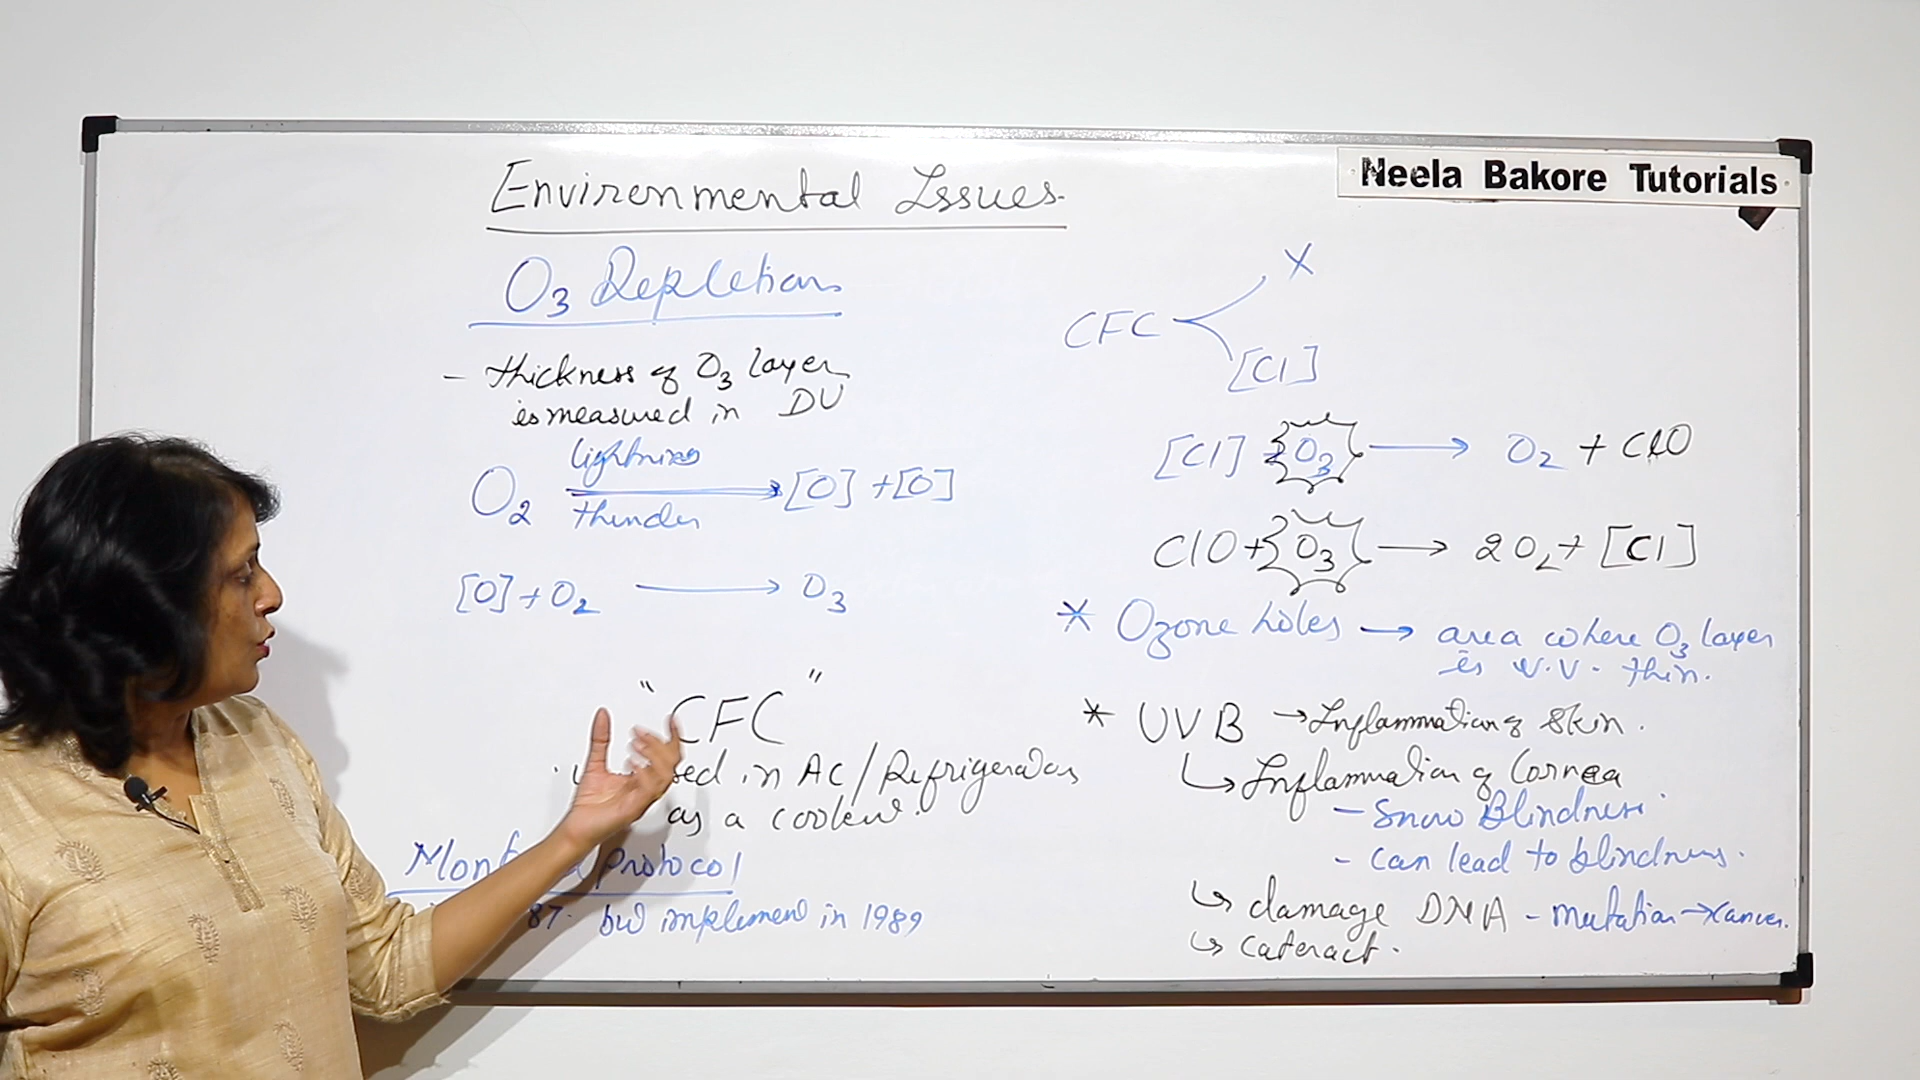 Neela Bakore Tutorials
Environmental Issues
O3 Depletion
- thickness of O3 layer
is measured in DU
lightning
O2 → [O] + [O]
thunder
[O] + O2 → O3
"CFC"
in AC/Refrigerators
as a coolent.
Protocol
87. but implement in 1989
CFC X
[Cl]
[Cl] + O3 → O2 + ClO
ClO + O3 → 2O2 + [Cl]
* Ozone holes → area where O3 layer
is v.v. thin.
* UVB → Inflammation of Skin.
↳ Inflammation of Cornea
- Snow Blindness
- Can lead to blindness.
↳ damage DNA - mutation → cancer.
↳ Cateract.